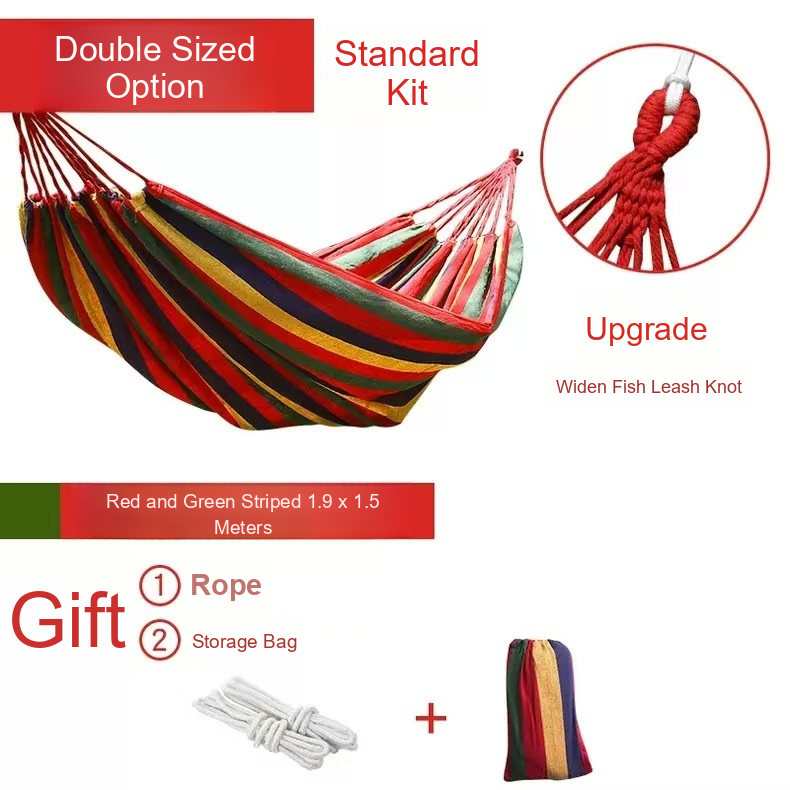 Double Sized
Option
Standard
Kit
Upgrade
Widen Fish Leash Knot
Red and Green Striped 1.9 x 1.5
Meters
Gift
1 Rope
2 Storage Bag